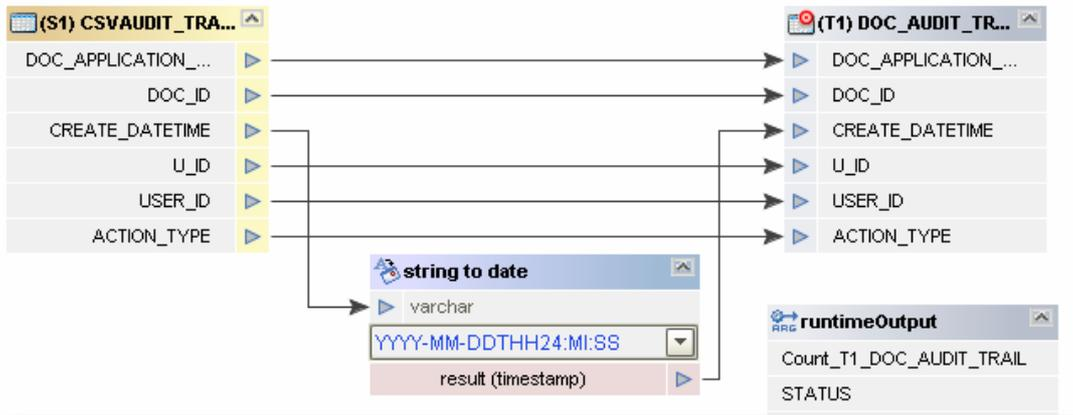 (S1) CSVAUDIT_TRA...
DOC_APPLICATION_...
DOC_ID
CREATE_DATETIME
U_ID
USER_ID
ACTION_TYPE
(T1) DOC_AUDIT_TR...
DOC_APPLICATION_...
DOC_ID
CREATE_DATETIME
U_ID
USER_ID
ACTION_TYPE
string to date
varchar
YYYY-MM-DDTHH24:MI:SS
result (timestamp)
ARG runtimeOutput
Count_T1_DOC_AUDIT_TRAIL
STATUS